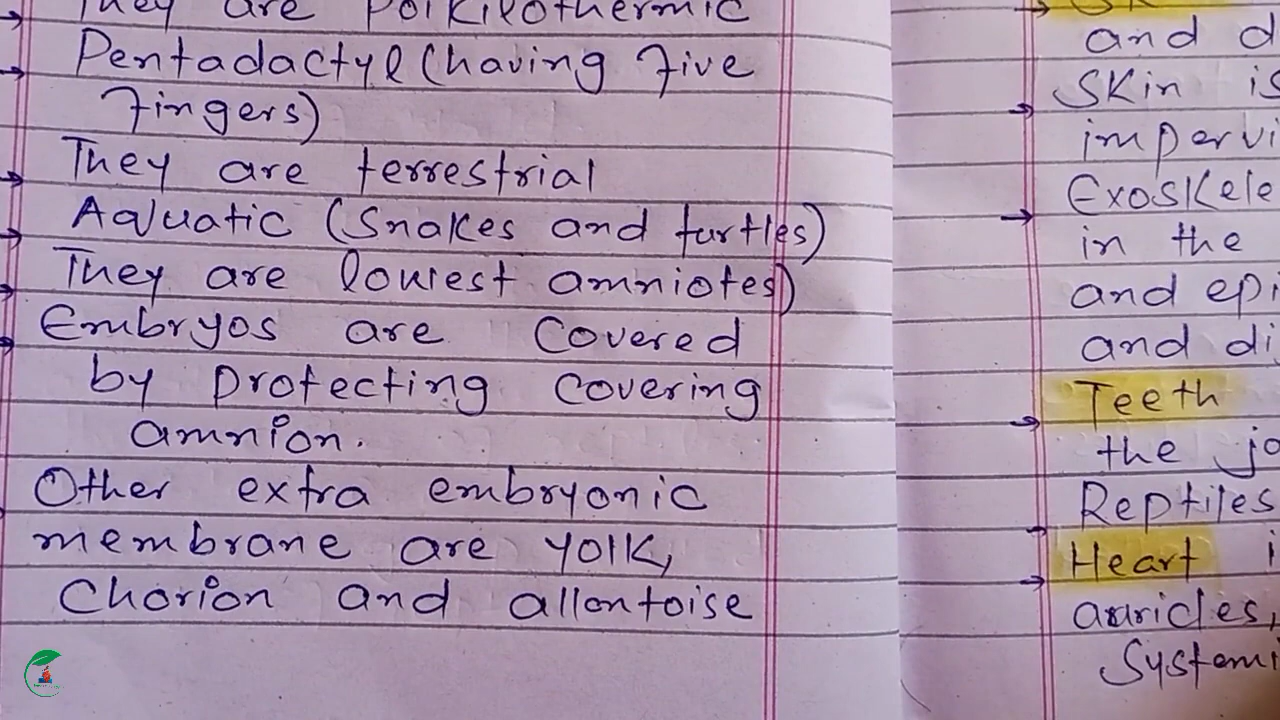 They are Poikilothermic
Pentadactyl (having five
fingers)
They are terrestrial
Aquatic (Snakes and turtles)
They are lowest amniotes)
Embryos are Covered
by protecting covering
amnion.
Other extra embryonic
membrane are yolk,
Chorion and allontoise
and d
Skin is
impervi
Exoskele
in the
and epi
and di
Teeth
the jo
Reptiles
Heart i
auricles,
Systemi